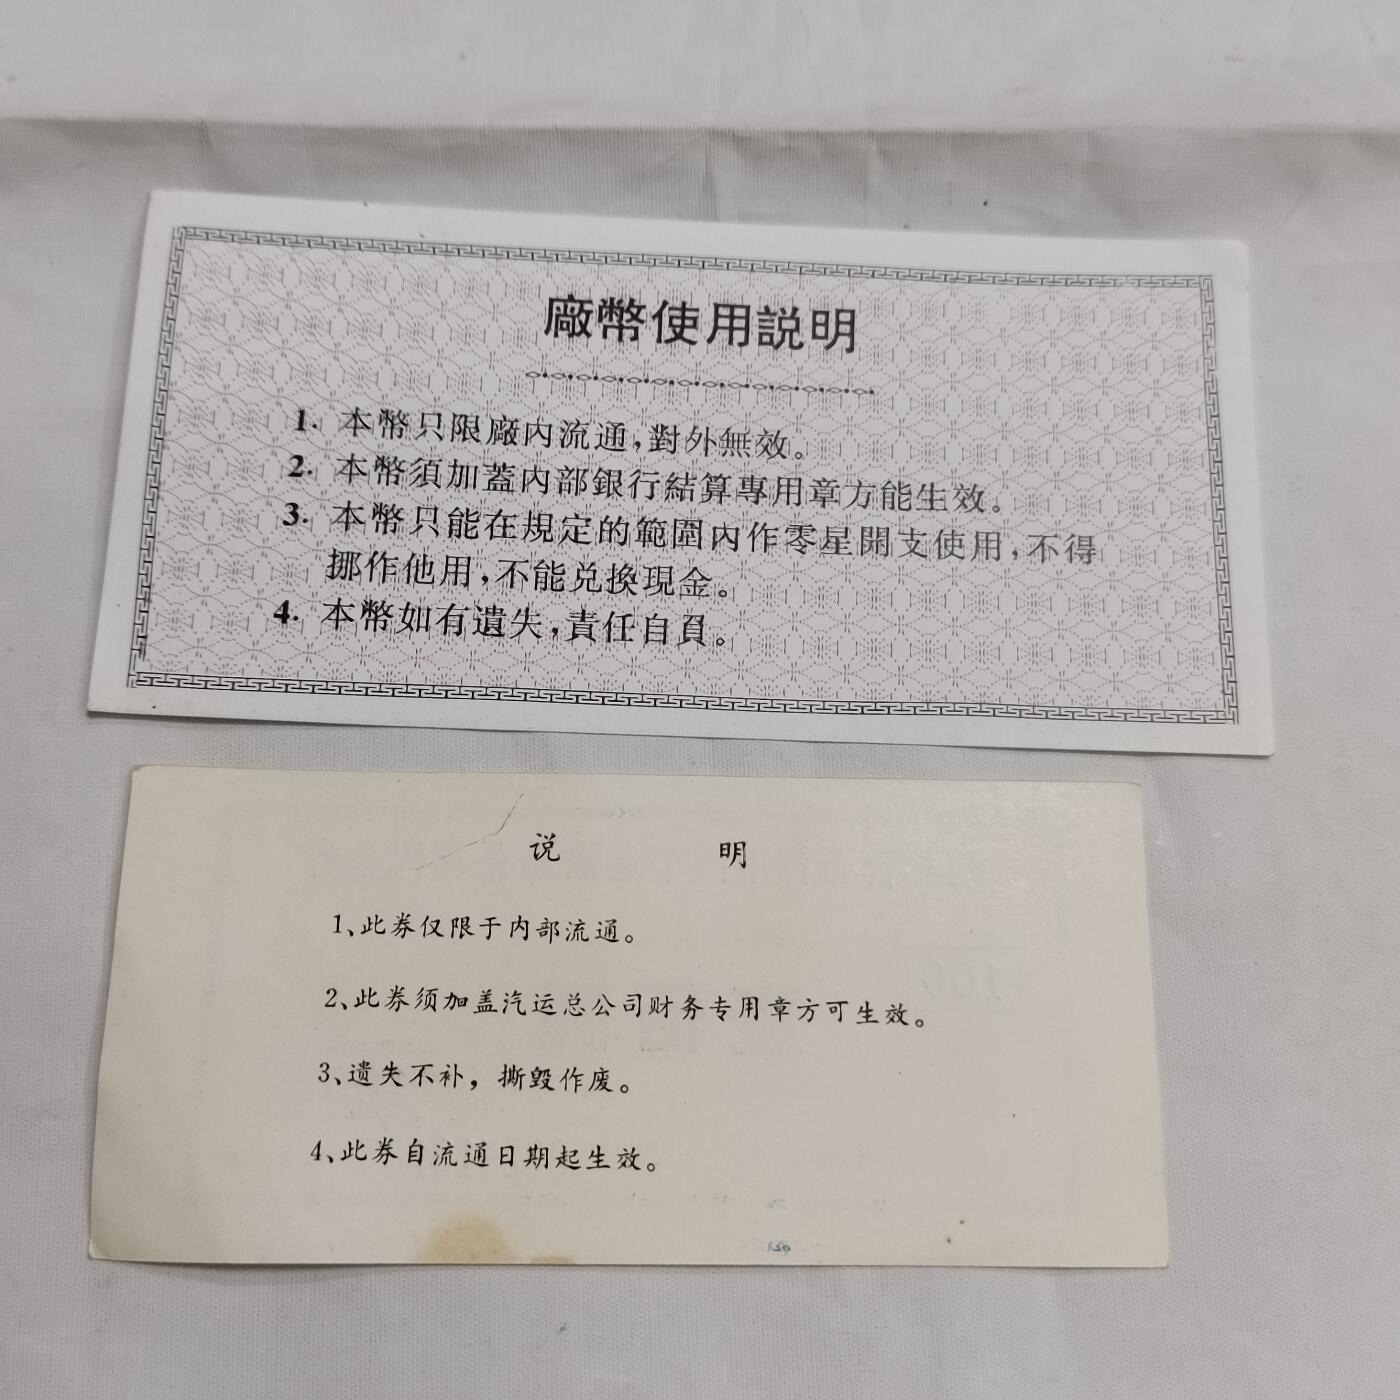 廠幣使用説明
1. 本幣只限廠内流通,對外無效。
2. 本幣須加蓋内部銀行結算專用章方能生效。
3. 本幣只能在規定的範圍内作零星開支使用,不得
挪作他用,不能兑換現金。
4. 本幣如有遺失,責任自負。
说 明
1、此券仅限于内部流通。
2、此券须加盖汽运总公司财务专用章方可生效。
3、遗失不补，撕毁作废。
4、此券自流通日期起生效。